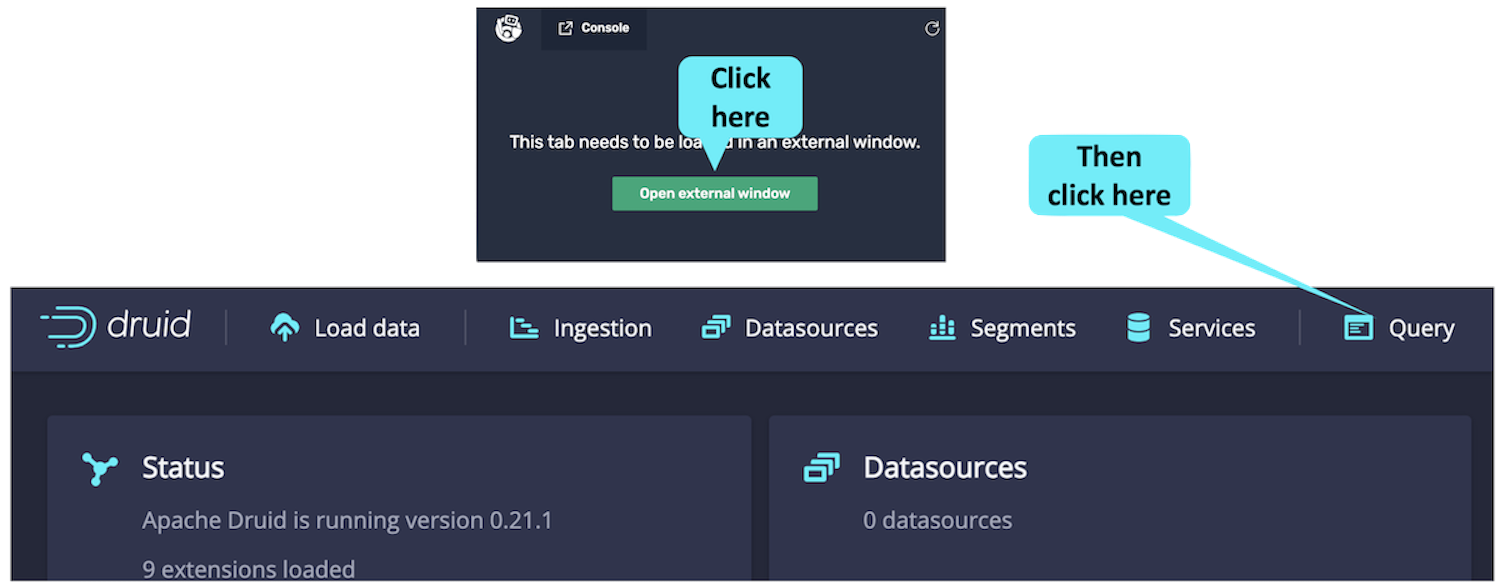 Console
Click
here
This tab needs to be loaded in an external window.
Open external window
Then
click here
druid
Load data
Ingestion
Datasources
Segments
Services
Query
Status
Apache Druid is running version 0.21.1
9 extensions loaded
Datasources
0 datasources